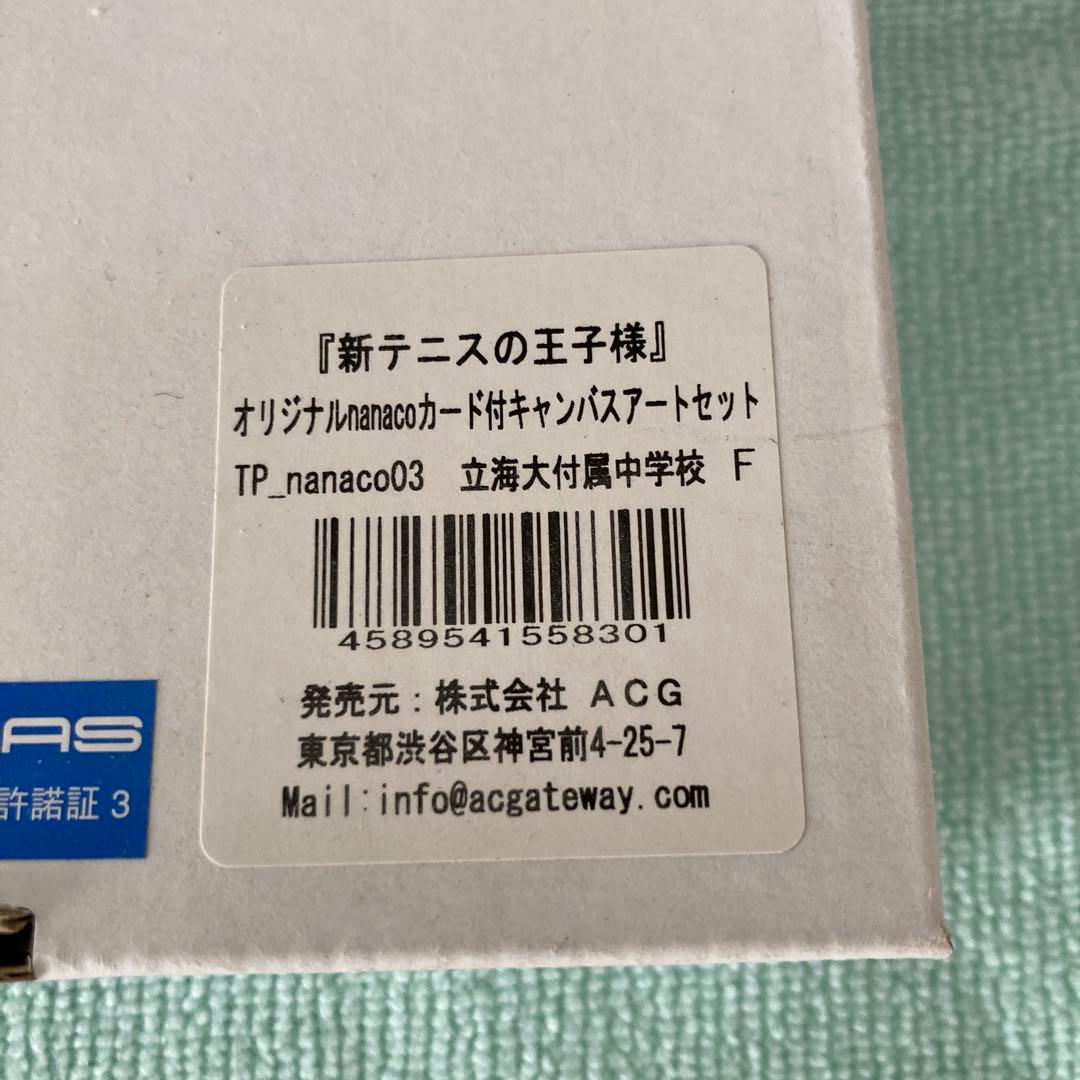 『新テニスの王子様』
オリジナルnanacoカード付キャンバスアートセット
TP_nanaco03 立海大付属中学校 F
4589541558301
発売元：株式会社 ACG
東京都渋谷区神宮前4-25-7
Mail:info@acgateway.com
AS
許諾証 3